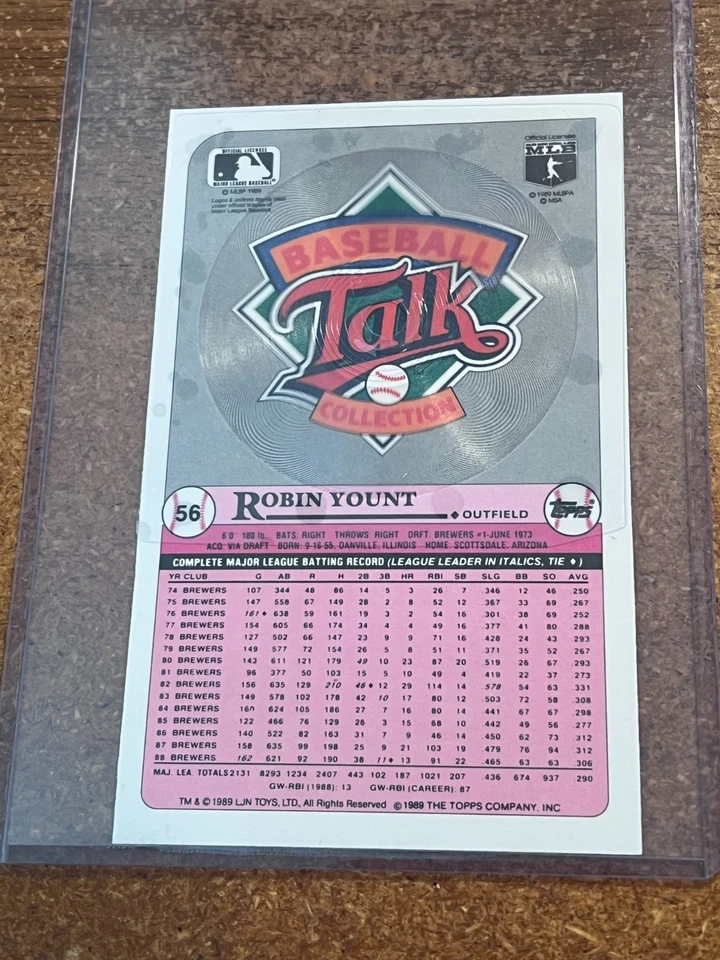 OFFICIAL LICENSEE
MAJOR LEAGUE BASEBALL
© MLBP 1989
Official Licensee
MLB
© 1989 MLBPA
© MSA
BASEBALL
Talk
COLLECTION
56
ROBIN YOUNT
OUTFIELD
TOPPS
6'0 180 lb. BATS: RIGHT THROWS: RIGHT DRFT: BREWERS #1-JUNE 1973
ACQ: VIA DRAFT BORN: 9-16-55, DANVILLE, ILLINOIS HOME: SCOTTSDALE, ARIZONA
COMPLETE MAJOR LEAGUE BATTING RECORD (LEAGUE LEADER IN ITALICS, TIE ♦)
YR CLUB G AB R H 2B 3B HR RBI SB SLG BB SO AVG
74 BREWERS 107 344 48 86 14 5 3 26 7 .346 12 46 .250
75 BREWERS 147 558 67 149 28 2 8 52 12 .367 33 69 .267
76 BREWERS 161♦ 638 59 161 19 3 2 54 16 .301 38 69 .252
77 BREWERS 154 605 66 174 34 4 4 49 16 .377 41 80 .288
78 BREWERS 127 502 66 147 23 9 9 71 16 .428 24 43 .293
79 BREWERS 149 577 72 154 26 5 8 51 11 .371 35 52 .267
80 BREWERS 143 611 121 179 49 10 23 87 20 .519 26 67 .293
81 BREWERS 96 377 50 103 15 5 10 49 4 .419 22 37 .273
82 BREWERS 156 635 129 210 46♦ 12 29 114 14 .578 54 63 .331
83 BREWERS 149 578 102 178 42 10 17 80 12 .503 72 58 .308
84 BREWERS 160 624 105 186 27 7 16 80 14 .441 67 67 .298
85 BREWERS 122 466 76 129 26 3 15 68 10 .442 49 56 .277
86 BREWERS 140 522 82 163 31 7 9 46 14 .450 62 73 .312
87 BREWERS 158 635 99 198 25 9 21 103 19 .479 76 94 .312
88 BREWERS 162 621 92 190 38 11♦ 13 91 22 .465 63 63 .306
MAJ. LEA. TOTALS 2131 8293 1234 2407 443 102 187 1021 207 .436 674 937 .290
GW-RBI (1988): 13 GW-RBI (CAREER): 87
TM & © 1989 LJN TOYS, LTD., All Rights Reserved © 1989 THE TOPPS COMPANY, INC